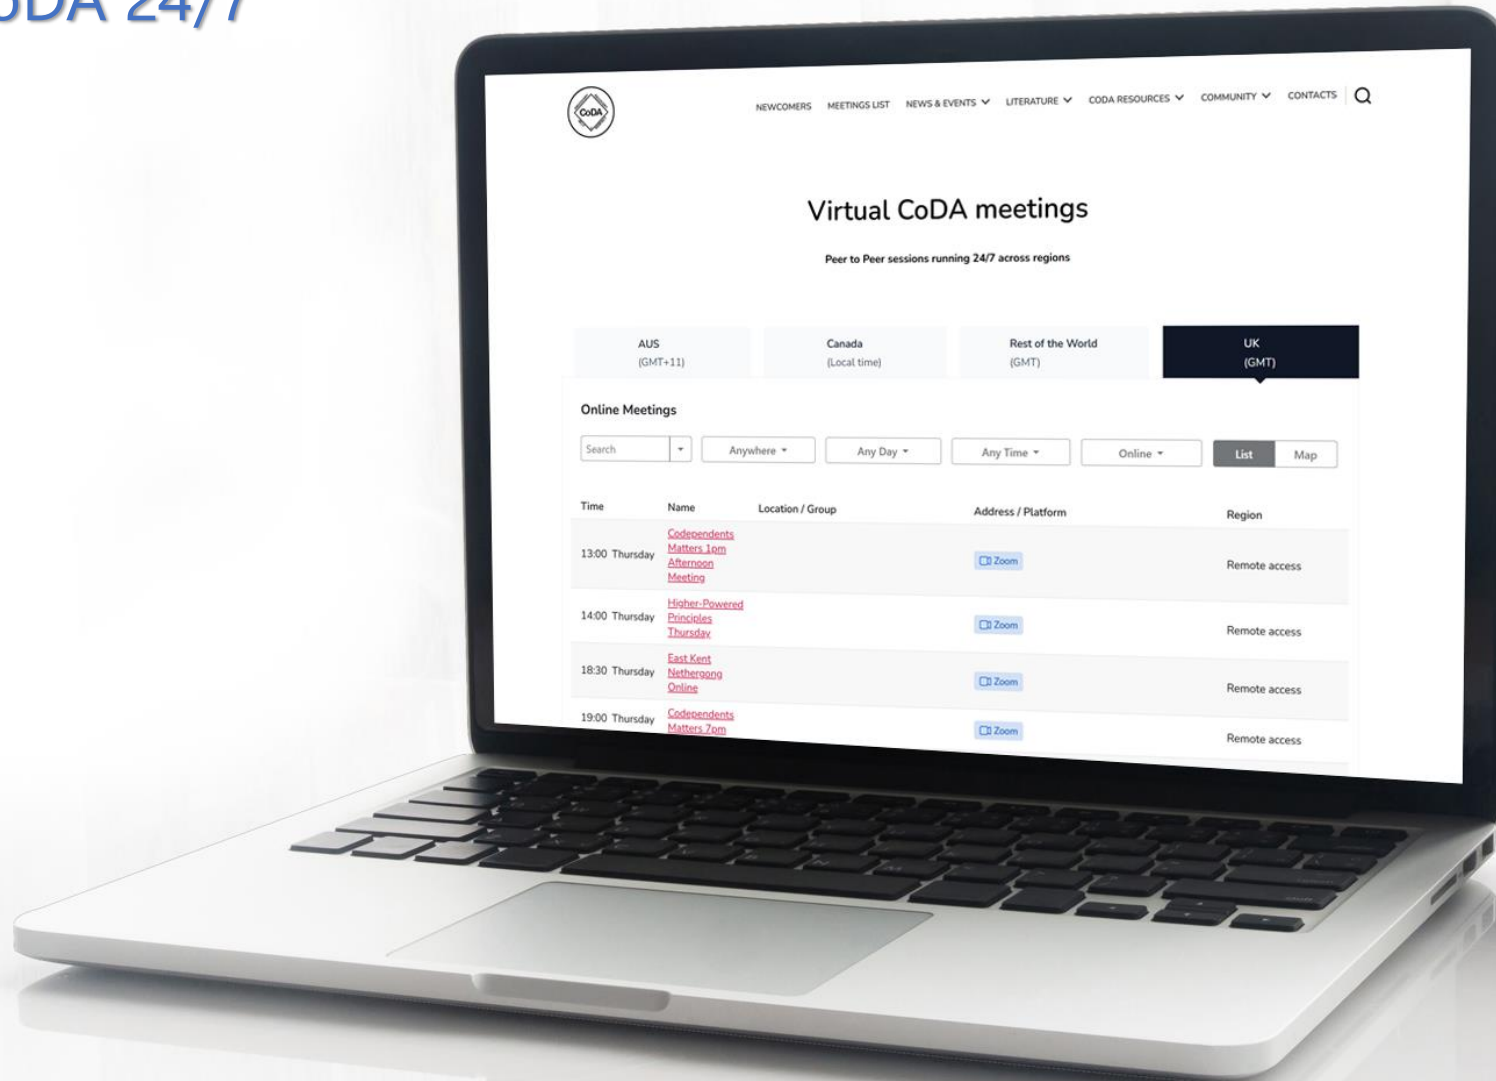 DA 24/7
CoDA
NEWCOMERS MEETINGS LIST NEWS & EVENTS LITERATURE CODA RESOURCES COMMUNITY CONTACTS
Virtual CoDA meetings
Peer to Peer sessions running 24/7 across regions
AUS
(GMT+11)
Canada
(Local time)
Rest of the World
(GMT)
UK
(GMT)
Online Meetings
Search Anywhere Any Day Any Time Online List Map
Time Name Location / Group Address / Platform Region
13:00 Thursday Codependents
Matters 1pm
Afternoon
Meeting
Zoom Remote access
14:00 Thursday Higher-Powered
Principles
Thursday
Zoom Remote access
18:30 Thursday East Kent
Nethergong
Online
Zoom Remote access
19:00 Thursday Codependents
Matters 7pm
Zoom Remote access